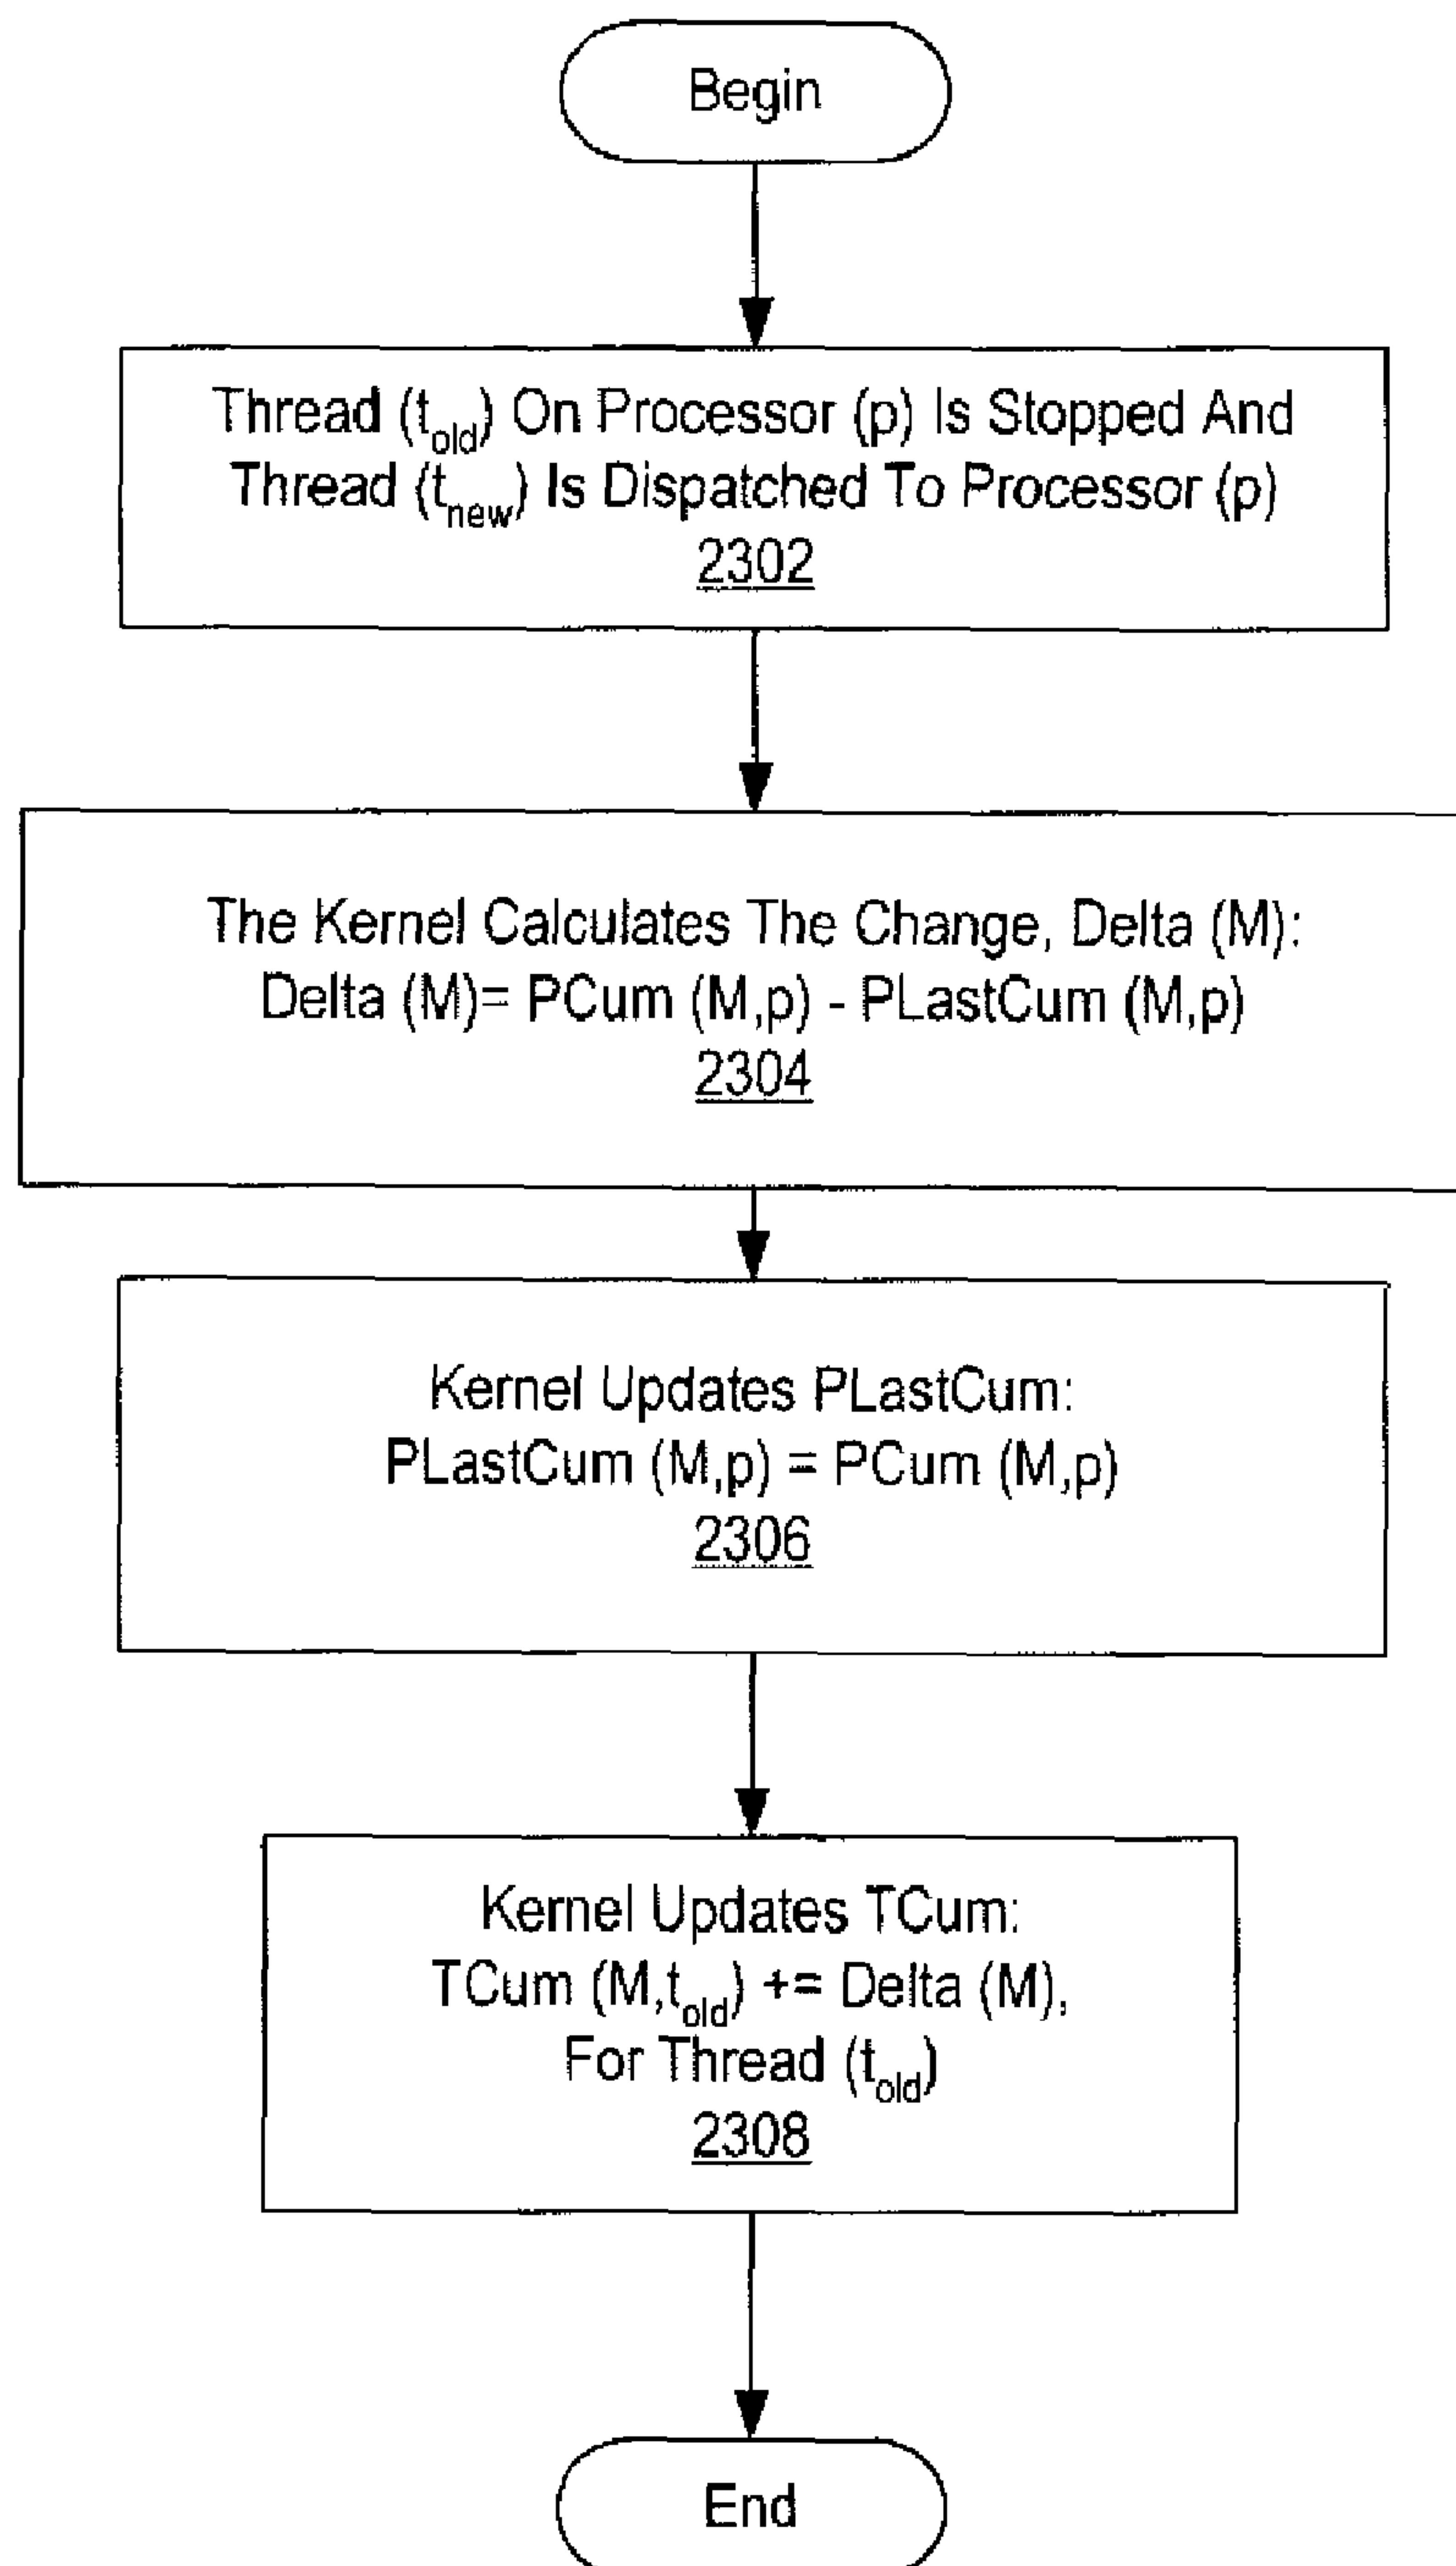 Begin
Thread (t_old) On Processor (p) Is Stopped And
Thread (t_new) Is Dispatched To Processor (p)
2302
The Kernel Calculates The Change, Delta (M):
Delta (M)= PCum (M,p) - PLastCum (M,p)
2304
Kernel Updates PLastCum:
PLastCum (M,p) = PCum (M,p)
2306
Kernel Updates TCum:
TCum (M,t_old) += Delta (M),
For Thread (t_old)
2308
End